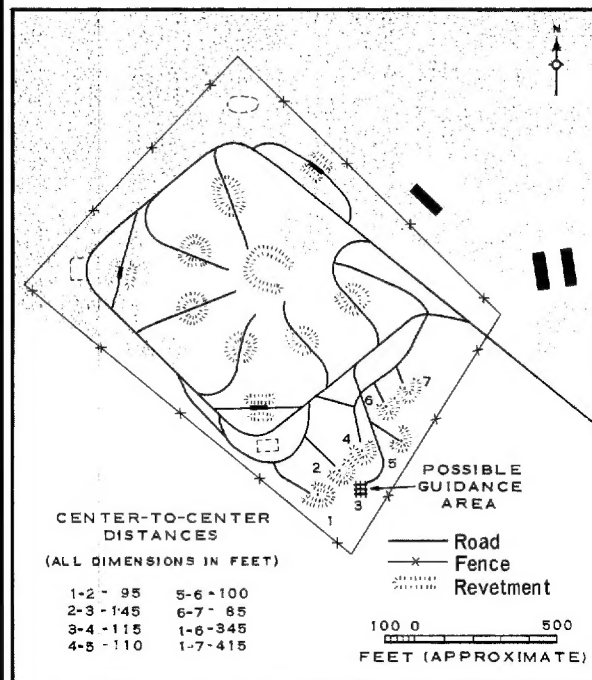 N
7
6
4
5
2
3
1
POSSIBLE
GUIDANCE
AREA
CENTER-TO-CENTER
DISTANCES
(ALL DIMENSIONS IN FEET)
1-2 - 95 5-6 - 100
2-3 - 145 6-7 - 85
3-4 - 115 1-6 - 345
4-5 - 110 1-7 - 415
Road
Fence
Revetment
100 0 500
FEET (APPROXIMATE)